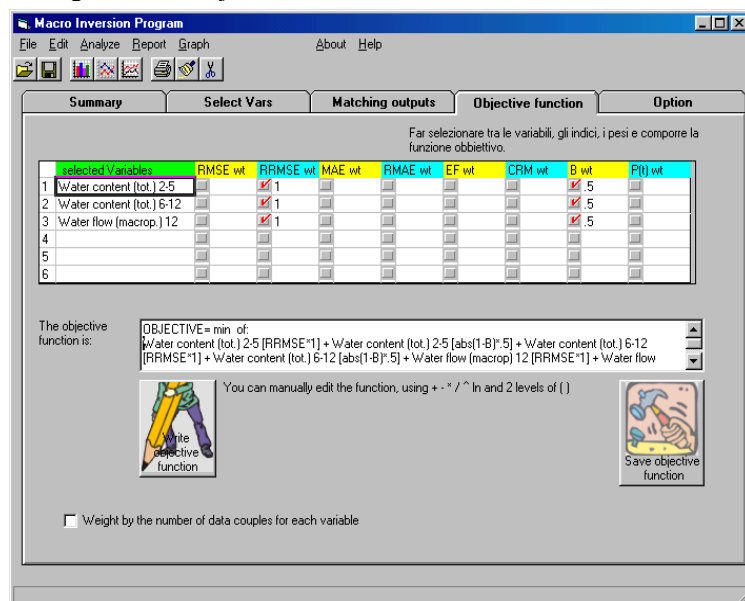 Macro Inversion Program
File Edit Analyze Report Graph About Help
Summary Select Vars Matching outputs Objective function Option
Far selezionare tra le variabili, gli indici, i pesi e comporre la
funzione obbiettivo.
selected Variables RMSE wt RRMSE wt MAE wt RMAE wt EF wt CRM wt B wt P(t) wt
1 Water content (tot.) 2-5 1 .5
2 Water content (tot.) 6-12 1 .5
3 Water flow (macrop.) 12 1 .5
4
5
6
The objective
function is:
OBJECTIVE= min of:
Water content (tot.) 2-5 [RRMSE*1] + Water content (tot.) 2-5 [abs(1-B)*.5] + Water content (tot.) 6-12
[RRMSE*1] + Water content (tot.) 6-12 [abs(1-B)*.5] + Water flow (macrop) 12 [RRMSE*1] + Water flow
You can manually edit the function, using + - * / ^ ln and 2 levels of ( )
Write
objective
function
Save objective
function
Weight by the number of data couples for each variable